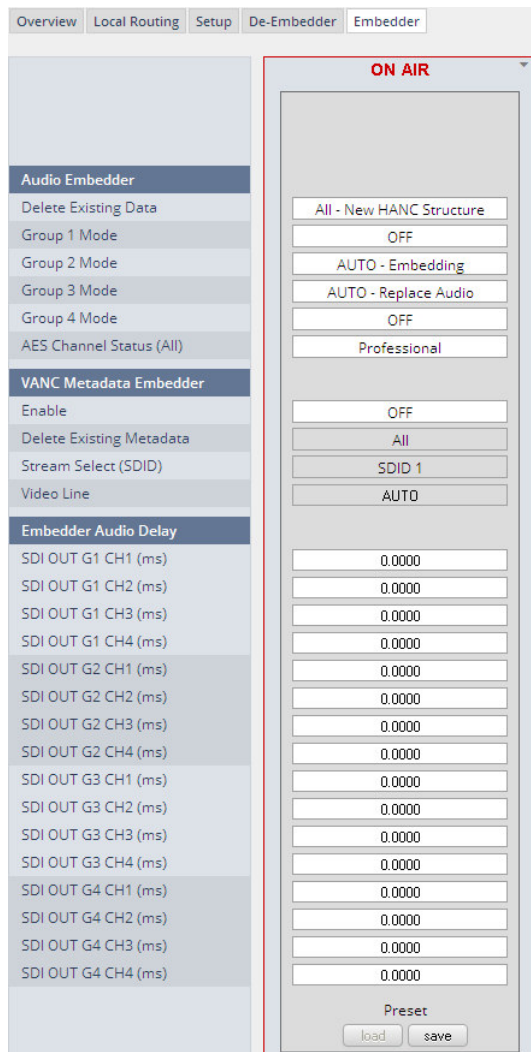 Overview Local Routing Setup De-Embedder Embedder
ON AIR
Audio Embedder
Delete Existing Data All - New HANC Structure
Group 1 Mode OFF
Group 2 Mode AUTO - Embedding
Group 3 Mode AUTO - Replace Audio
Group 4 Mode OFF
AES Channel Status (All) Professional
VANC Metadata Embedder
Enable OFF
Delete Existing Metadata All
Stream Select (SDID) SDID 1
Video Line AUTO
Embedder Audio Delay
SDI OUT G1 CH1 (ms) 0.0000
SDI OUT G1 CH2 (ms) 0.0000
SDI OUT G1 CH3 (ms) 0.0000
SDI OUT G1 CH4 (ms) 0.0000
SDI OUT G2 CH1 (ms) 0.0000
SDI OUT G2 CH2 (ms) 0.0000
SDI OUT G2 CH3 (ms) 0.0000
SDI OUT G2 CH4 (ms) 0.0000
SDI OUT G3 CH1 (ms) 0.0000
SDI OUT G3 CH2 (ms) 0.0000
SDI OUT G3 CH3 (ms) 0.0000
SDI OUT G3 CH4 (ms) 0.0000
SDI OUT G4 CH1 (ms) 0.0000
SDI OUT G4 CH2 (ms) 0.0000
SDI OUT G4 CH3 (ms) 0.0000
SDI OUT G4 CH4 (ms) 0.0000
Preset
load save